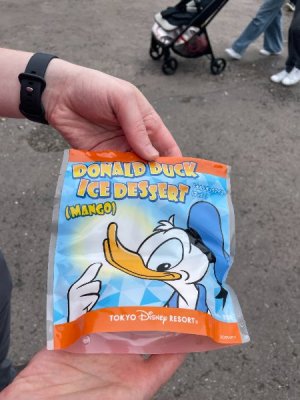 DONALD DUCK
ICE DESSERT
(MANGO)
TOKYO Disney RESORT